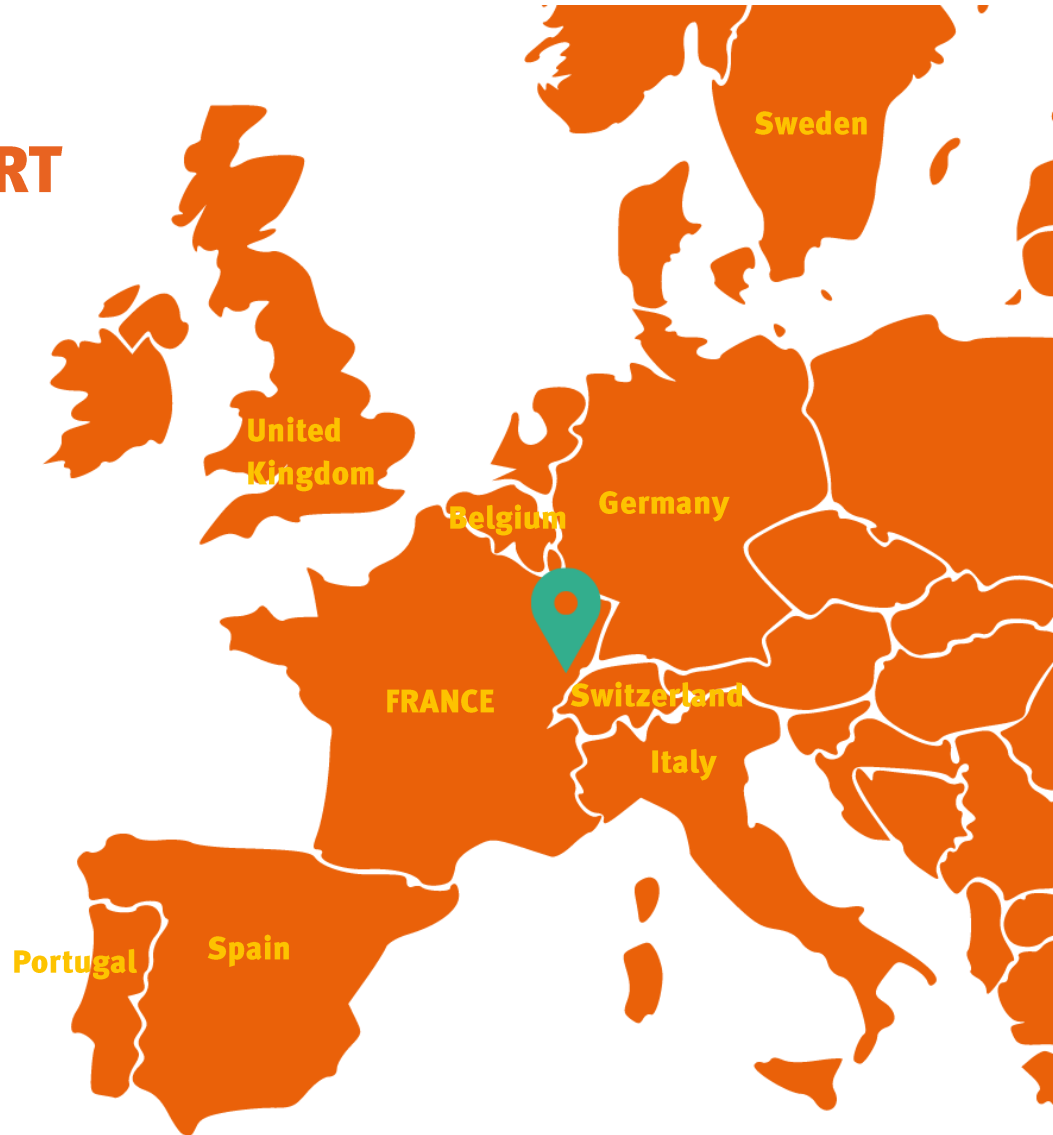 RT
Sweden
United
Kingdom
Belgium
Germany
FRANCE
Switzerland
Italy
Portugal
Spain